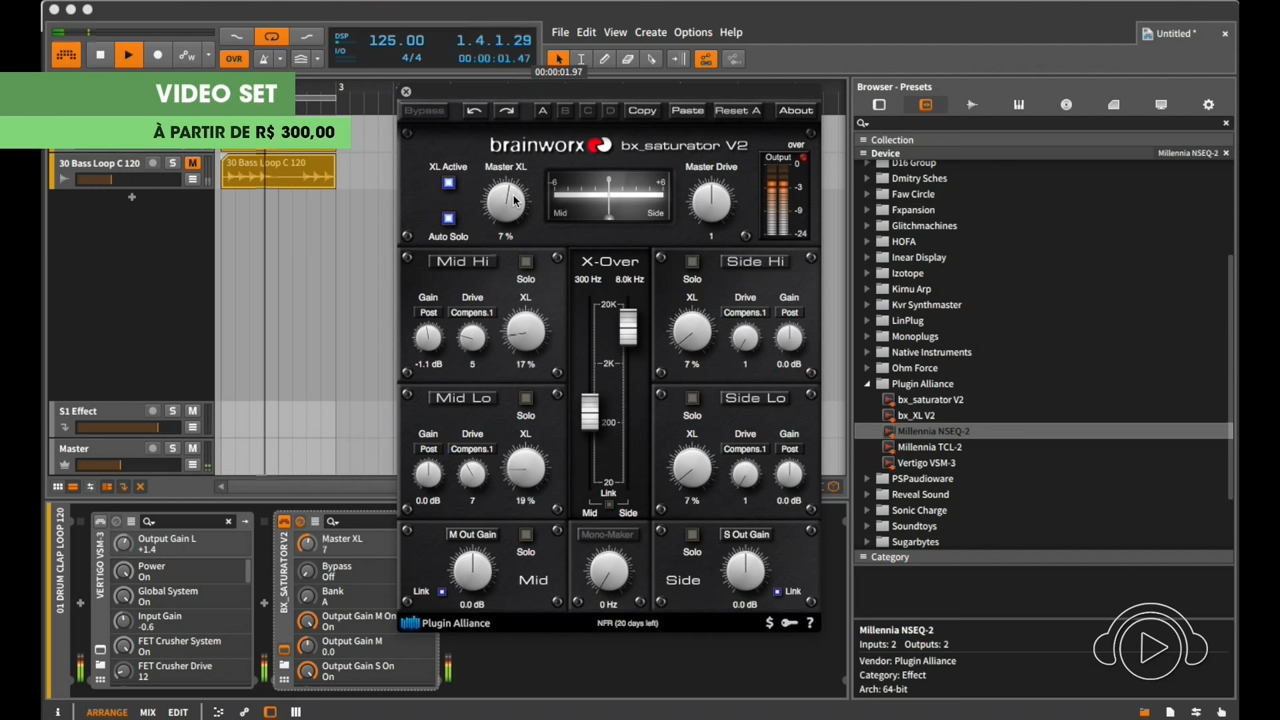 File Edit View Create Options Help
Untitled *
DSP
I/O
125.00
4/4
1.4.1.29
00:00:01.47
OVR
00:00:01.97
VIDEO SET
À PARTIR DE R$ 300,00
3
30 Bass Loop C 120 S M
30 Bass Loop C 120
S1 Effect S M
Master S M
Bypass A B C D Copy Paste Reset A About
brainworx bx_saturator V2
over
XL Active Master XL Master Drive Output
-6 +6
Mid Side
0
-3
-9
-24
Auto Solo 7 % 1
Mid Hi Solo
X-Over
300 Hz 8.0k Hz
Solo Side Hi
Gain Drive XL
Post Compens.1
-1.1 dB 5 17 %
XL Drive Gain
Compens.1 Post
7 % 1 0.0 dB
20K
2K
200
20
Link
Mid Side
Mid Lo Solo
Solo Side Lo
Gain Drive XL
Post Compens.1
0.0 dB 7 19 %
XL Drive Gain
Compens.1 Post
7 % 1 0.0 dB
M Out Gain Solo Mono-Maker Solo S Out Gain
Mid Side
Link 0.0 dB 0 Hz 0.0 dB Link
Plugin Alliance NFR (20 days left) $ ?
01 DRUM CLAP LOOP 120
VERTIGO VSM-3
Output Gain L
+1.4
Power
On
Global System
On
Input Gain
-0.6
FET Crusher System
On
FET Crusher Drive
12
BX_SATURATOR V2
Master XL
7
Bypass
Off
Bank
A
Output Gain M On
On
Output Gain M
0.0
Output Gain S On
On
i ARRANGE MIX EDIT
Browser - Presets
Collection
Device Millennia NSEQ-2
D16 Group
Dmitry Sches
Faw Circle
Fxpansion
Glitchmachines
HOFA
Inear Display
Izotope
Kirnu Arp
Kvr Synthmaster
LinPlug
Monoplugs
Native Instruments
Ohm Force
Plugin Alliance
bx_saturator V2
bx_XL V2
Millennia NSEQ-2
Millennia TCL-2
Vertigo VSM-3
PSPaudioware
Reveal Sound
Sonic Charge
Soundtoys
Sugarbytes
Category
Millennia NSEQ-2
Inputs: 2 Outputs: 2
Vendor: Plugin Alliance
Category: Effect
Arch: 64-bit